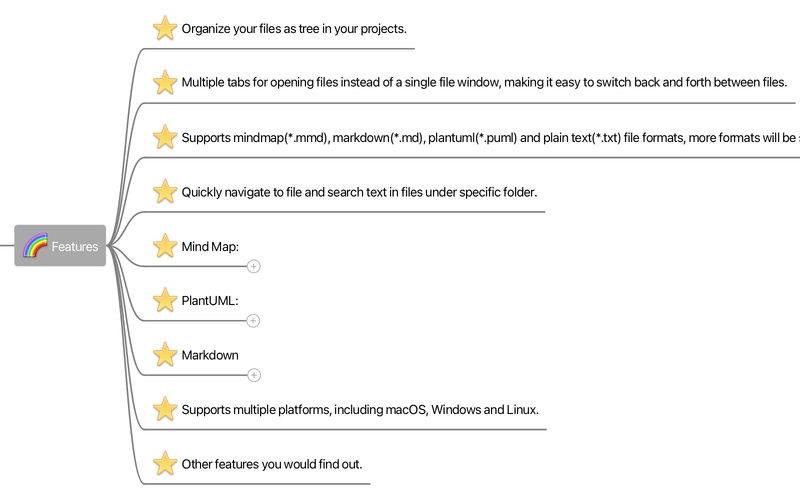 Organize your files as tree in your projects.
Multiple tabs for opening files instead of a single file window, making it easy to switch back and forth between files.
Supports mindmap(*.mmd), markdown(*.md), plantuml(*.puml) and plain text(*.txt) file formats, more formats will be
Quickly navigate to file and search text in files under specific folder.
Features
Mind Map:
PlantUML:
Markdown
Supports multiple platforms, including macOS, Windows and Linux.
Other features you would find out.